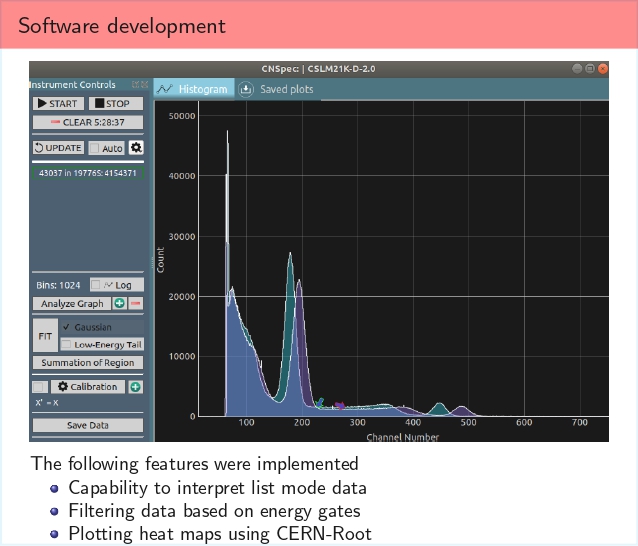 Software development
CNSpec: | CSLM21K-D-2.0
Instrument Controls
Histogram
Saved plots
START
STOP
CLEAR 5:28:37
UPDATE
Auto
43037 in 19776S: 4154371
Bins: 1024
Log
Analyze Graph
FIT
Gaussian
Low-Energy Tail
Summation of Region
Calibration
X' = X
Save Data
50000
40000
30000
20000
10000
0
Count
100 200 300 400 500 600 700
Channel Number
The following features were implemented
Capability to interpret list mode data
Filtering data based on energy gates
Plotting heat maps using CERN-Root